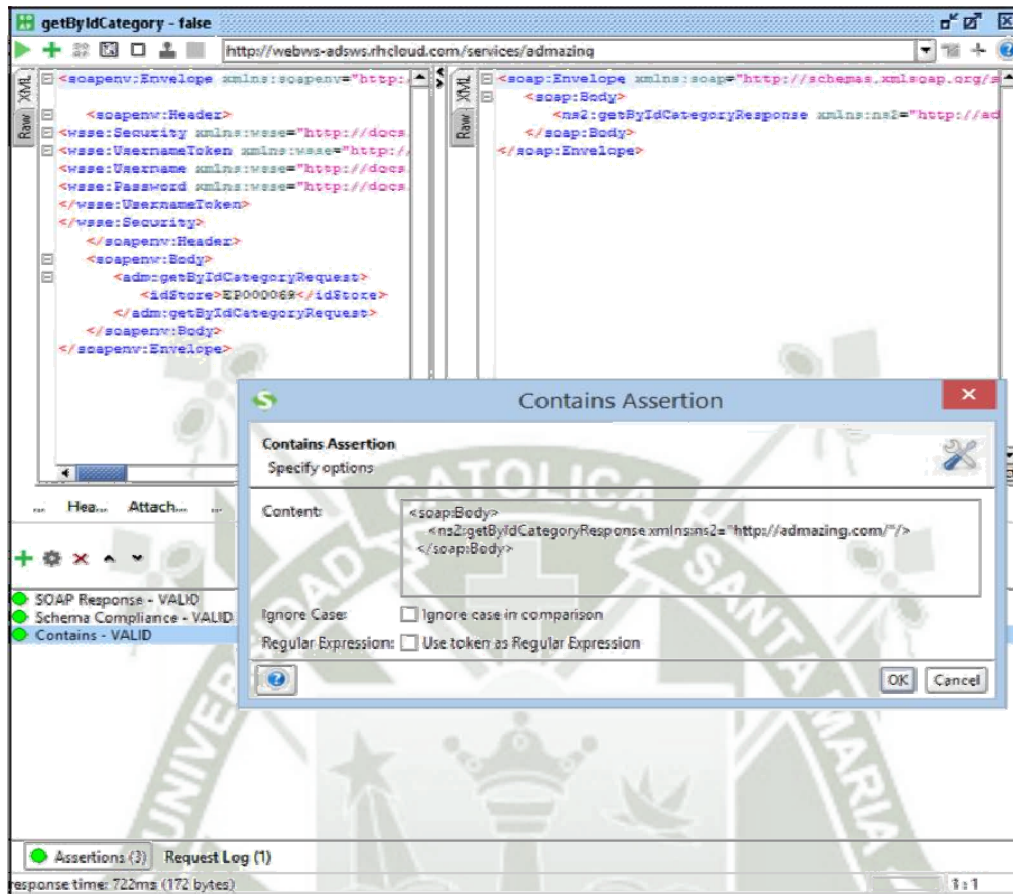 getByIdCategory - false
http://webws-adsws.rhcloud.com/services/admazing
XML
Raw
<soapenv:Envelope xmlns:soapenv="http:
<soapenv:Header>
<wsse:Security xmlns:wsse="http://docs
<wsse:UsernameToken xmlns:wsse="http:/
<wsse:Username xmlns:wsse="http://docs
<wsse:Password xmlns:wsse="http://docs
</wsse:UsernameToken>
</wsse:Security>
</soapenv:Header>
<soapenv:Body>
<adm:getByIdCategoryRequest>
<idStore>EP000069</idStore>
</adm:getByIdCategoryRequest>
</soapenv:Body>
</soapenv:Envelope>
XML
Raw
<soap:Envelope xmlns:soap="http://schemas.xmlsoap.org/s
<soap:Body>
<ns2:getByIdCategoryResponse xmlns:ns2="http://ad
</soap:Body>
</soap:Envelope>
Contains Assertion
Contains Assertion
Specify options
Content:
<soap:Body>
<ns2:getByIdCategoryResponse xmlns:ns2="http://admazing.com/"/>
</soap:Body>
Ignore Case: Ignore case in comparison
Regular Expression: Use token as Regular Expression
OK Cancel
... Hea... Attach... ...
SOAP Response - VALID
Schema Compliance - VALID
Contains - VALID
Assertions (3) Request Log (1)
response time: 722ms (172 bytes)
1 : 1
UNIVERSIDAD CATOLICA SANTA MARIA